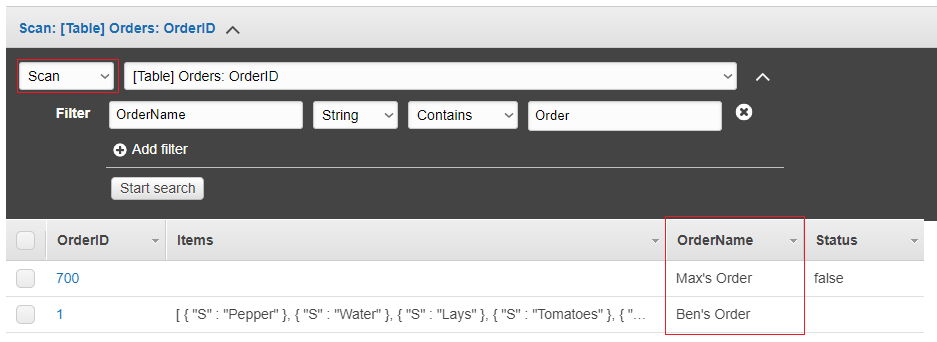 Scan: [Table] Orders: OrderID
Scan [Table] Orders: OrderID
Filter OrderName String Contains Order
Add filter
Start search
OrderID Items OrderName Status
700 Max's Order false
1 [ { "S" : "Pepper" }, { "S" : "Water" }, { "S" : "Lays" }, { "S" : "Tomatoes" }, { "... Ben's Order